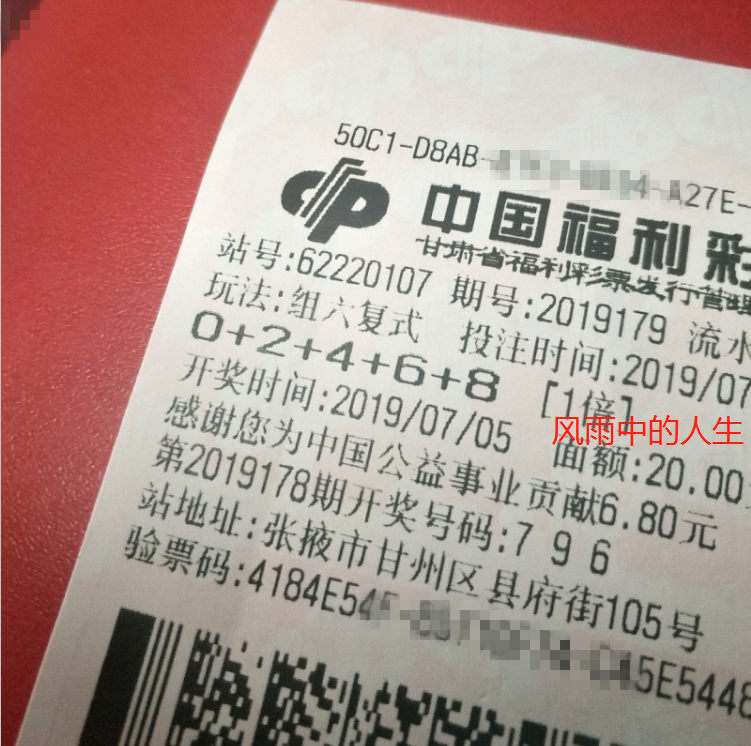 50C1-D8AB- A27E-
中国福利彩
甘肃省福利彩票发行管理
站号:62220107 期号:2019179 流水
玩法:组六复式 投注时间:2019/07
0+2+4+6+8 [1倍]
开奖时间:2019/07/05 面额:20.00
风雨中的人生
感谢您为中国公益事业贡献6.80元
第2019178期开奖号码:7 9 6
站地址:张掖市甘州区县府街105号
验票码:4184E54F- 5E5448